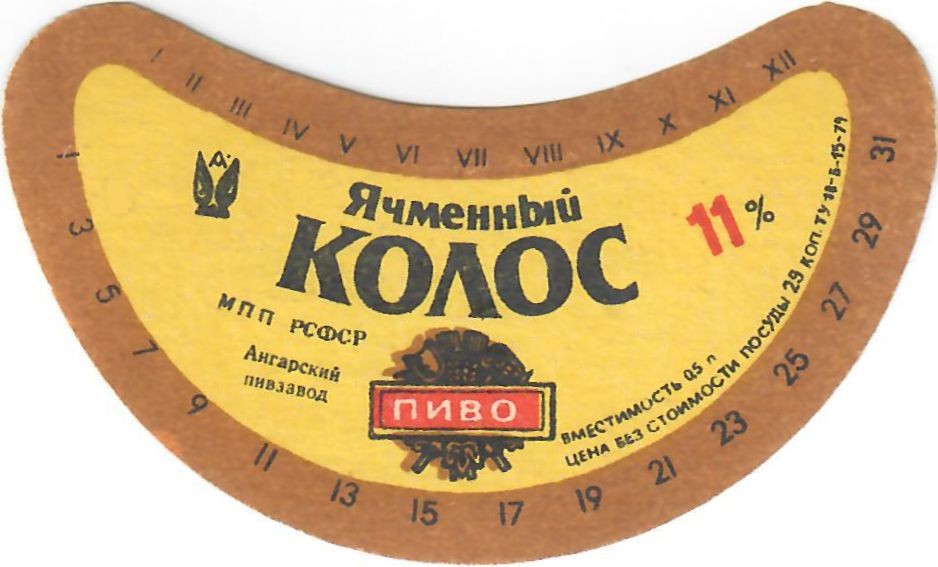 I II III IV V VI VII VIII IX X XI XII
А
Ячменный
КОЛОС
11%
МПП РСФСР
Ангарский
пивзавод
ПИВО
ВМЕСТИМОСТЬ 0,5 л
ЦЕНА БЕЗ СТОИМОСТИ ПОСУДЫ 29 КОП. ТУ-18-6-15-79
1 3 5 7 9 11 13 15 17 19 21 23 25 27 29 31